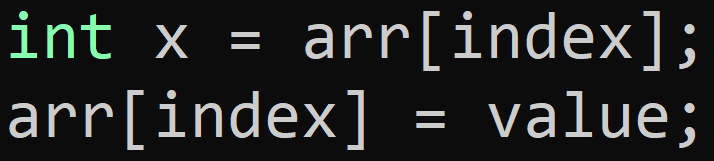 int x = arr[index];
arr[index] = value;